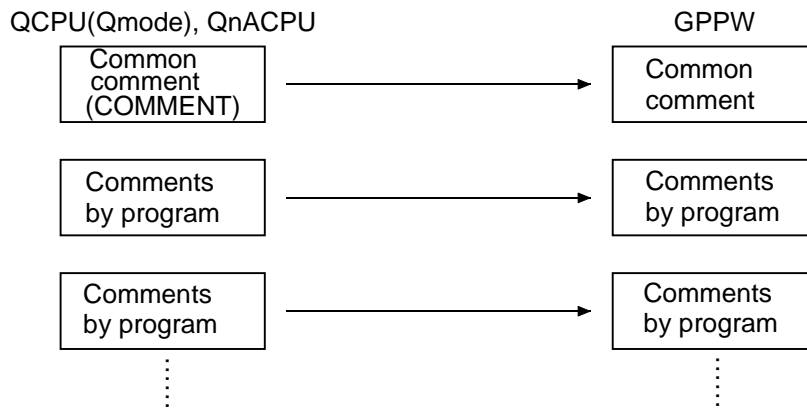 QCPU(Qmode), QnACPU
GPPW
Common
comment
(COMMENT)
Common
comment
Comments
by program
Comments
by program
Comments
by program
Comments
by program